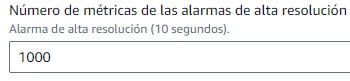 Número de métricas de las alarmas de alta resolución
Alarma de alta resolución (10 segundos).
1000